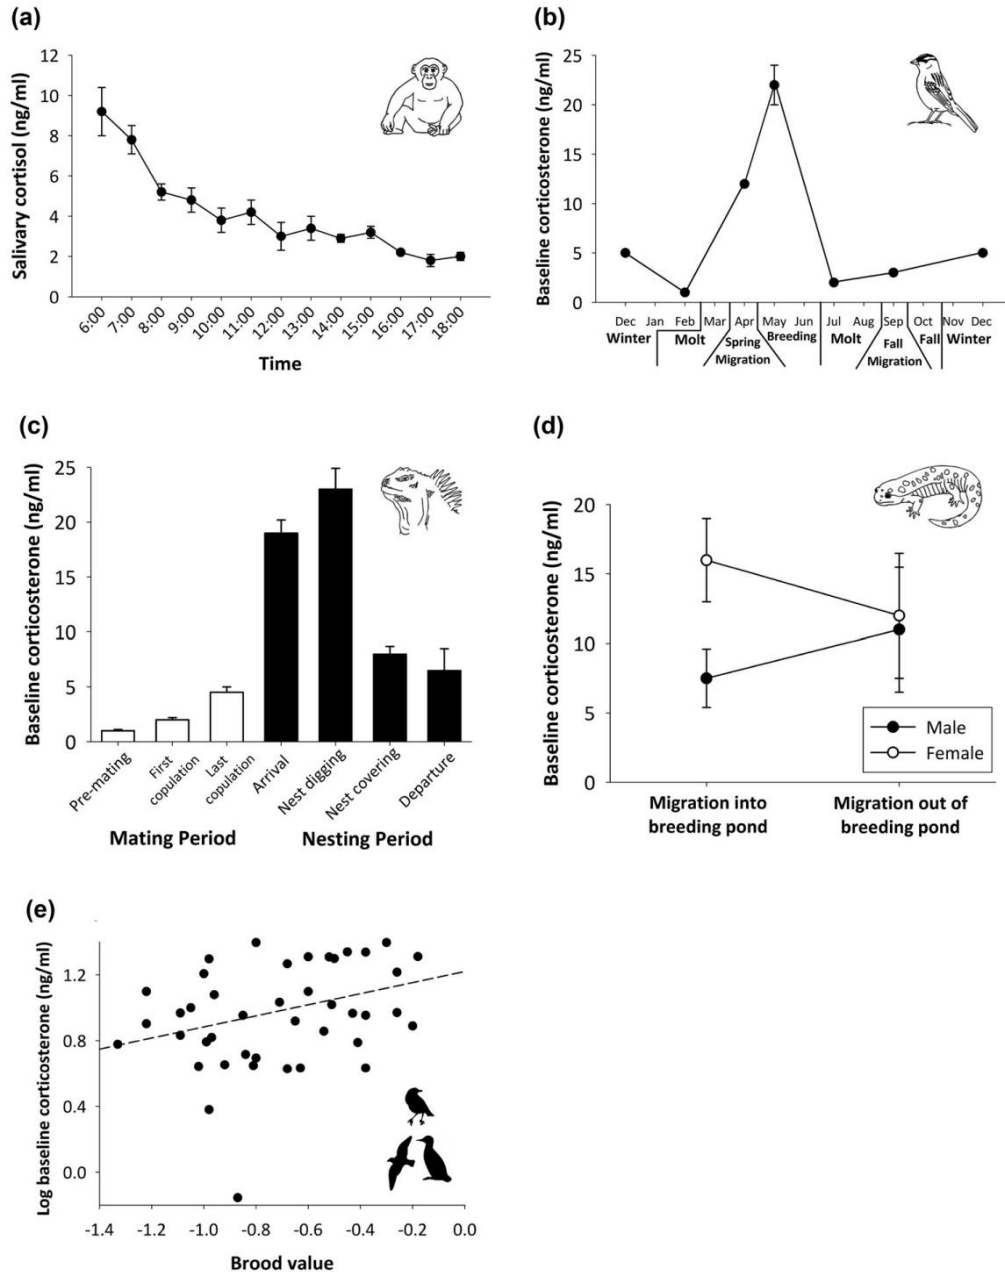 (a)
Salivary cortisol (ng/ml)
12
10
8
6
4
2
0
6:00
7:00
8:00
9:00
10:00
11:00
12:00
13:00
14:00
15:00
16:00
17:00
18:00
Time
(b)
Baseline corticosterone (ng/ml)
25
20
15
10
5
0
Dec Jan Feb Mar Apr May Jun Jul Aug Sep Oct Nov Dec
Winter Molt Spring Migration Breeding Molt Fall Migration Fall Winter
(c)
Baseline corticosterone (ng/ml)
25
20
15
10
5
0
Pre-mating
First
copulation
Last
copulation
Arrival
Nest digging
Nest covering
Departure
Mating Period
Nesting Period
(d)
Baseline corticosterone (ng/ml)
20
15
10
5
0
Male
Female
Migration into
breeding pond
Migration out of
breeding pond
(e)
Log baseline corticosterone (ng/ml)
1.2
0.8
0.4
0.0
-1.4 -1.2 -1.0 -0.8 -0.6 -0.4 -0.2 0.0
Brood value